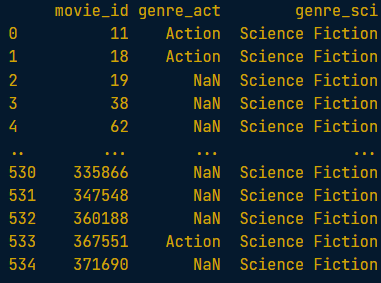 movie_id genre_act genre_sci
0 11 Action Science Fiction
1 18 Action Science Fiction
2 19 NaN Science Fiction
3 38 NaN Science Fiction
4 62 NaN Science Fiction
.. ... ... ...
530 335866 NaN Science Fiction
531 347548 NaN Science Fiction
532 360188 NaN Science Fiction
533 367551 Action Science Fiction
534 371690 NaN Science Fiction